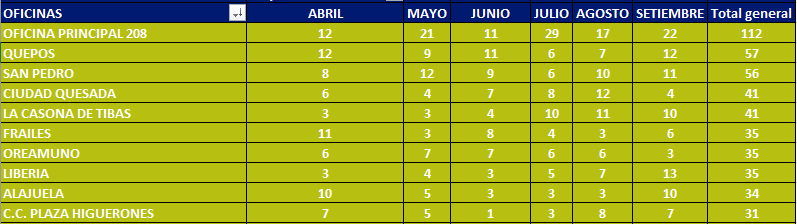 OFICINAS ABRIL MAYO JUNIO JULIO AGOSTO SETIEMBRE Total general
OFICINA PRINCIPAL 208 12 21 11 29 17 22 112
QUEPOS 12 9 11 6 7 12 57
SAN PEDRO 8 12 9 6 10 11 56
CIUDAD QUESADA 6 4 7 8 12 4 41
LA CASONA DE TIBAS 3 3 4 10 11 10 41
FRAILES 11 3 8 4 3 6 35
OREAMUNO 6 7 7 6 6 3 35
LIBERIA 3 4 3 5 7 13 35
ALAJUELA 10 5 3 3 3 10 34
C.C. PLAZA HIGUERONES 7 5 1 3 8 7 31